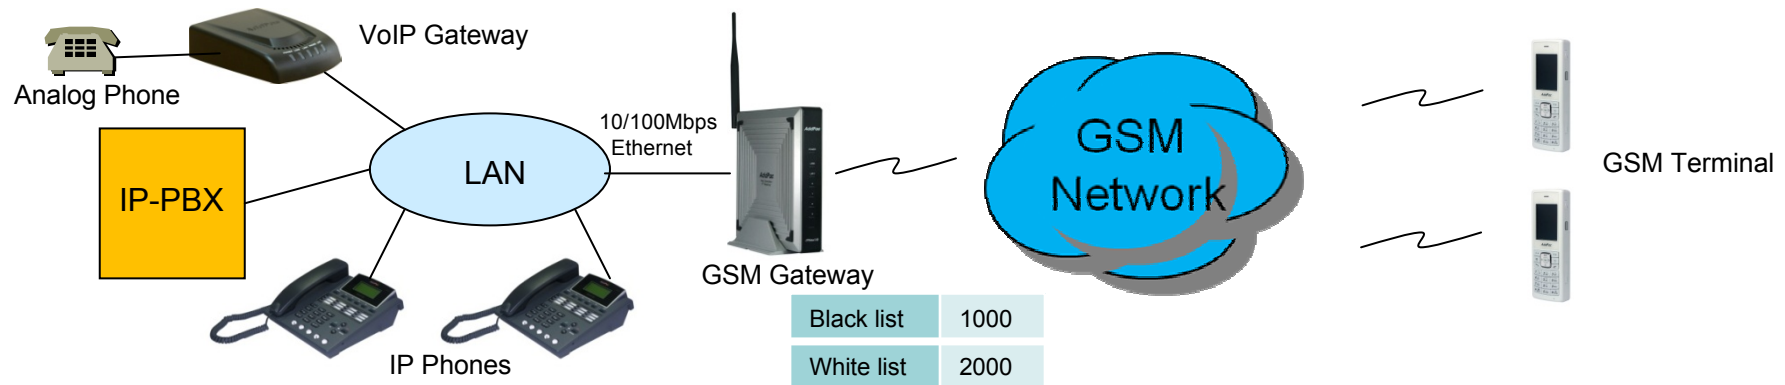 VoIP Gateway
Analog Phone
10/100Mbps
Ethernet
GSM
Network
LAN
IP-PBX
GSM Terminal
GSM Gateway
Black list 1000
White list 2000
IP Phones